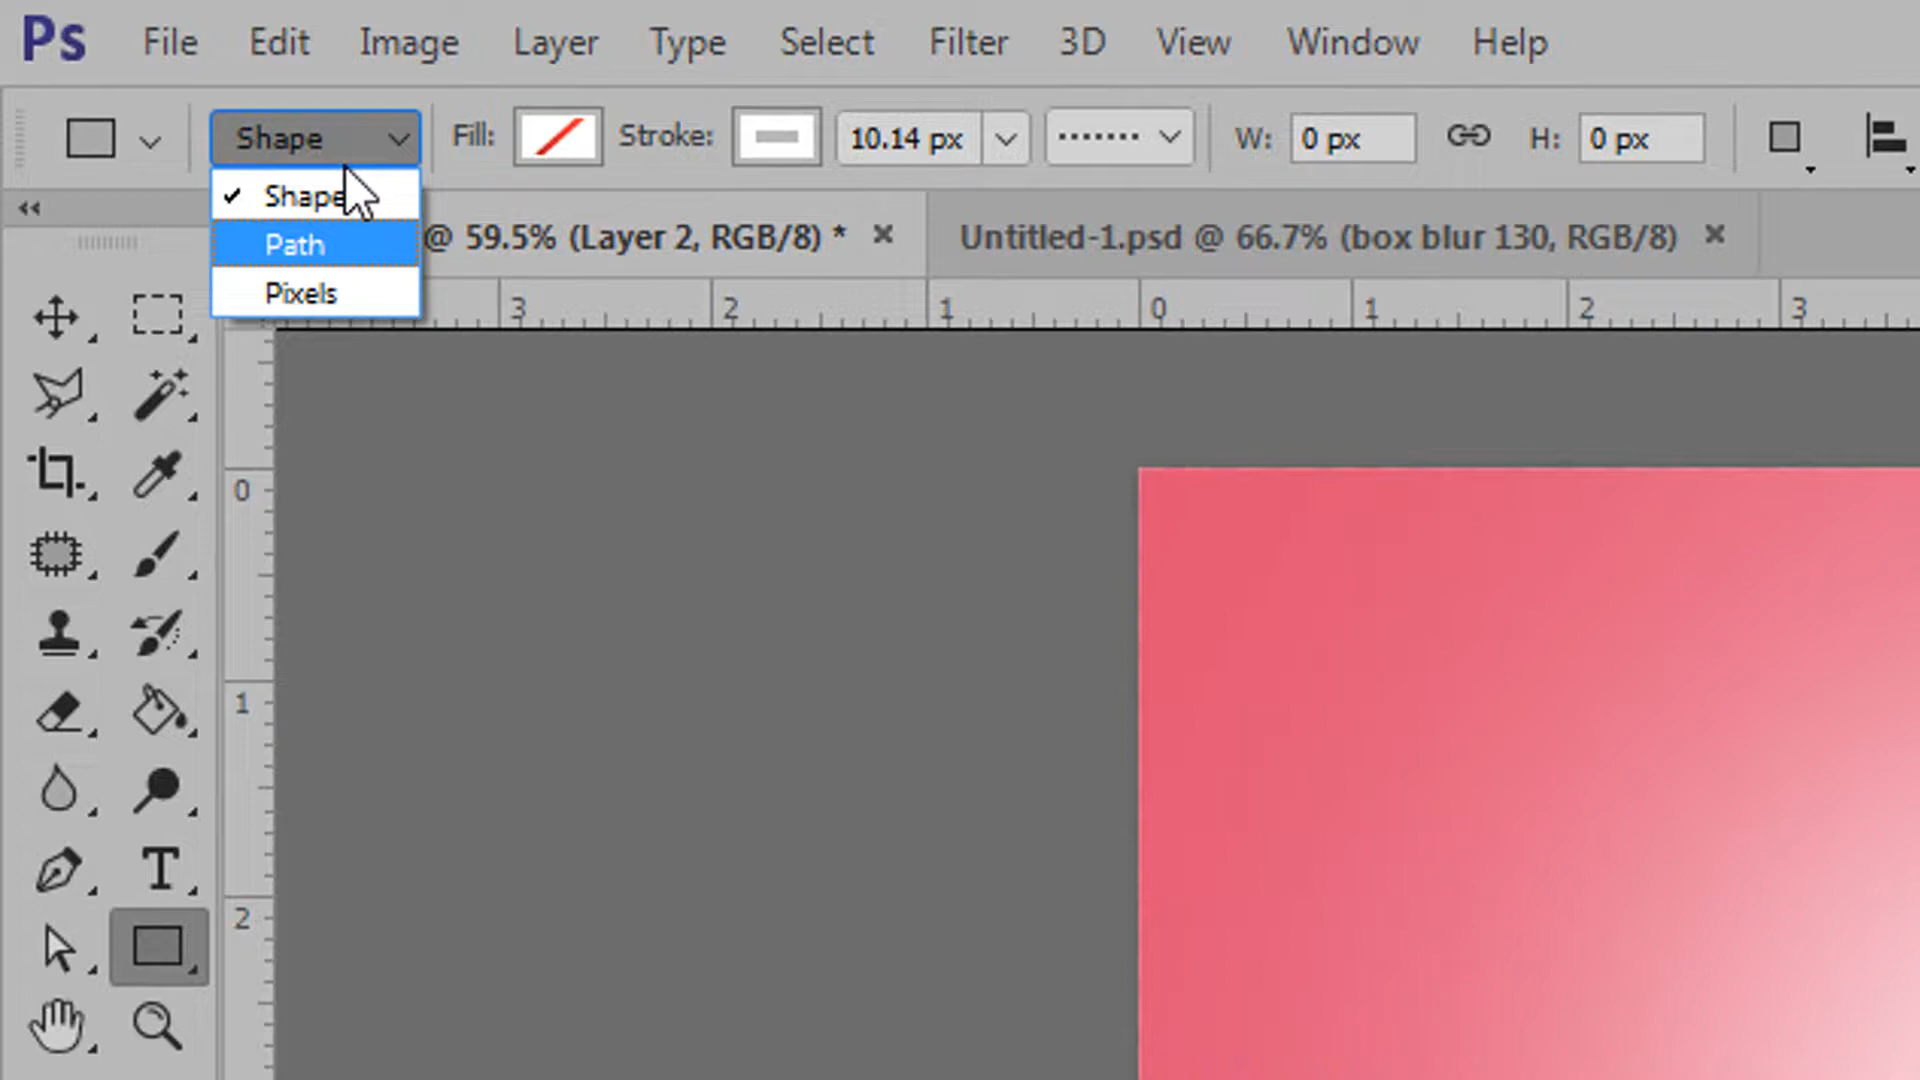 Ps File Edit Image Layer Type Select Filter 3D View Window Help
Shape Fill: Stroke: 10.14 px W: 0 px H: 0 px
Shape
Path
Pixels
@ 59.5% (Layer 2, RGB/8) * Untitled-1.psd @ 66.7% (box blur 130, RGB/8)
3 2 1 0 1 2 3
0
1
T
2